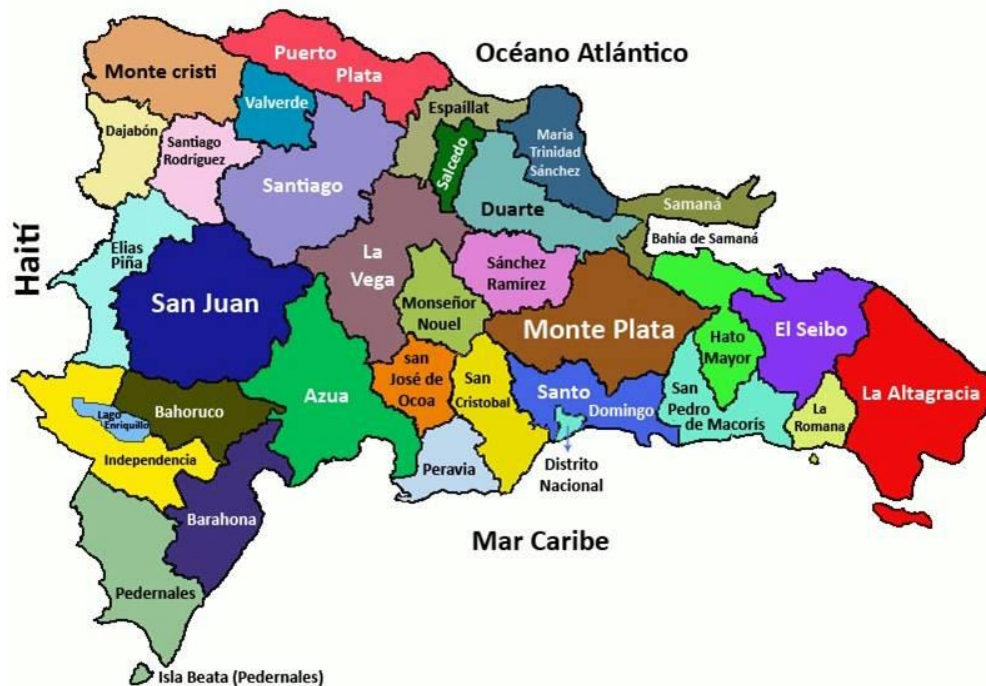 Océano Atlántico
Puerto
Plata
Monte cristi
Valverde
Espaillat
Dajabón
Santiago
Rodríguez
Maria
Trinidad
Sánchez
Salcedo
Santiago
Duarte
Samaná
Bahía de Samaná
Haití
Elias
Piña
La
Vega
Sánchez
Ramírez
San Juan
Monseñor
Nouel
Monte Plata
El Seibo
Hato
Mayor
san
José de
Ocoa
San
Cristobal
Santo
Domingo
San
Pedro
de Macorís
La
Romana
La Altagracia
Azua
Bahoruco
Lago
Enriquillo
Independencia
Peravia
Distrito
Nacional
Barahona
Mar Caribe
Pedernales
Isla Beata (Pedernales)